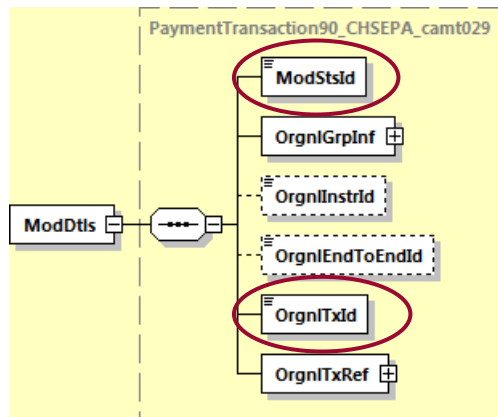 PaymentTransaction90_CHSEPA_camt029
ModStsId
OrgnlGrpInf
OrgnlInstrId
ModDtls
OrgnlEndToEndId
OrgnlTxId
OrgnlTxRef